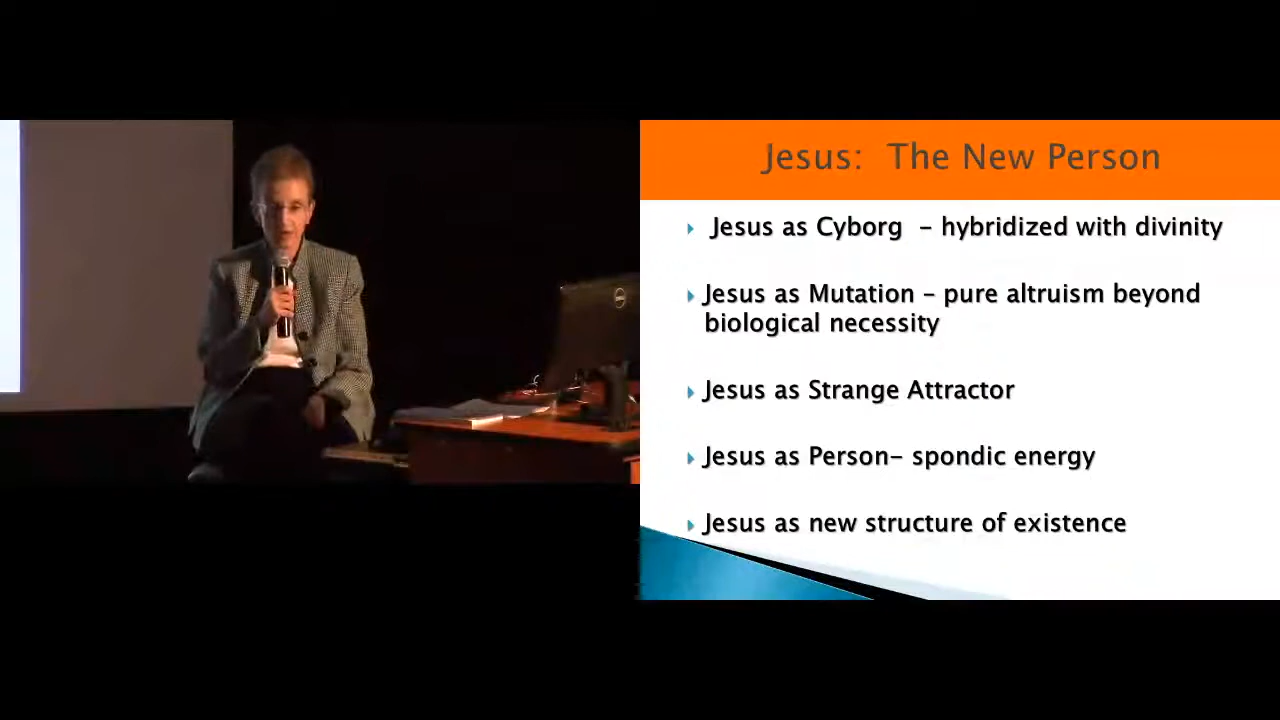 Jesus: The New Person
Jesus as Cyborg – hybridized with divinity
Jesus as Mutation – pure altruism beyond
biological necessity
Jesus as Strange Attractor
Jesus as Person– spondic energy
Jesus as new structure of existence